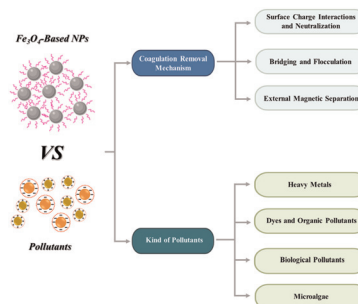 Fe₃O₄-Based NPs
VS
Pollutants
Coagulation Removal
Mechanism
Kind of Pollutants
Surface Charge Interactions
and Neutralization
Bridging and Flocculation
External Magnetic Separation
Heavy Metals
Dyes and Organic Pollutants
Biological Pollutants
Microalgae